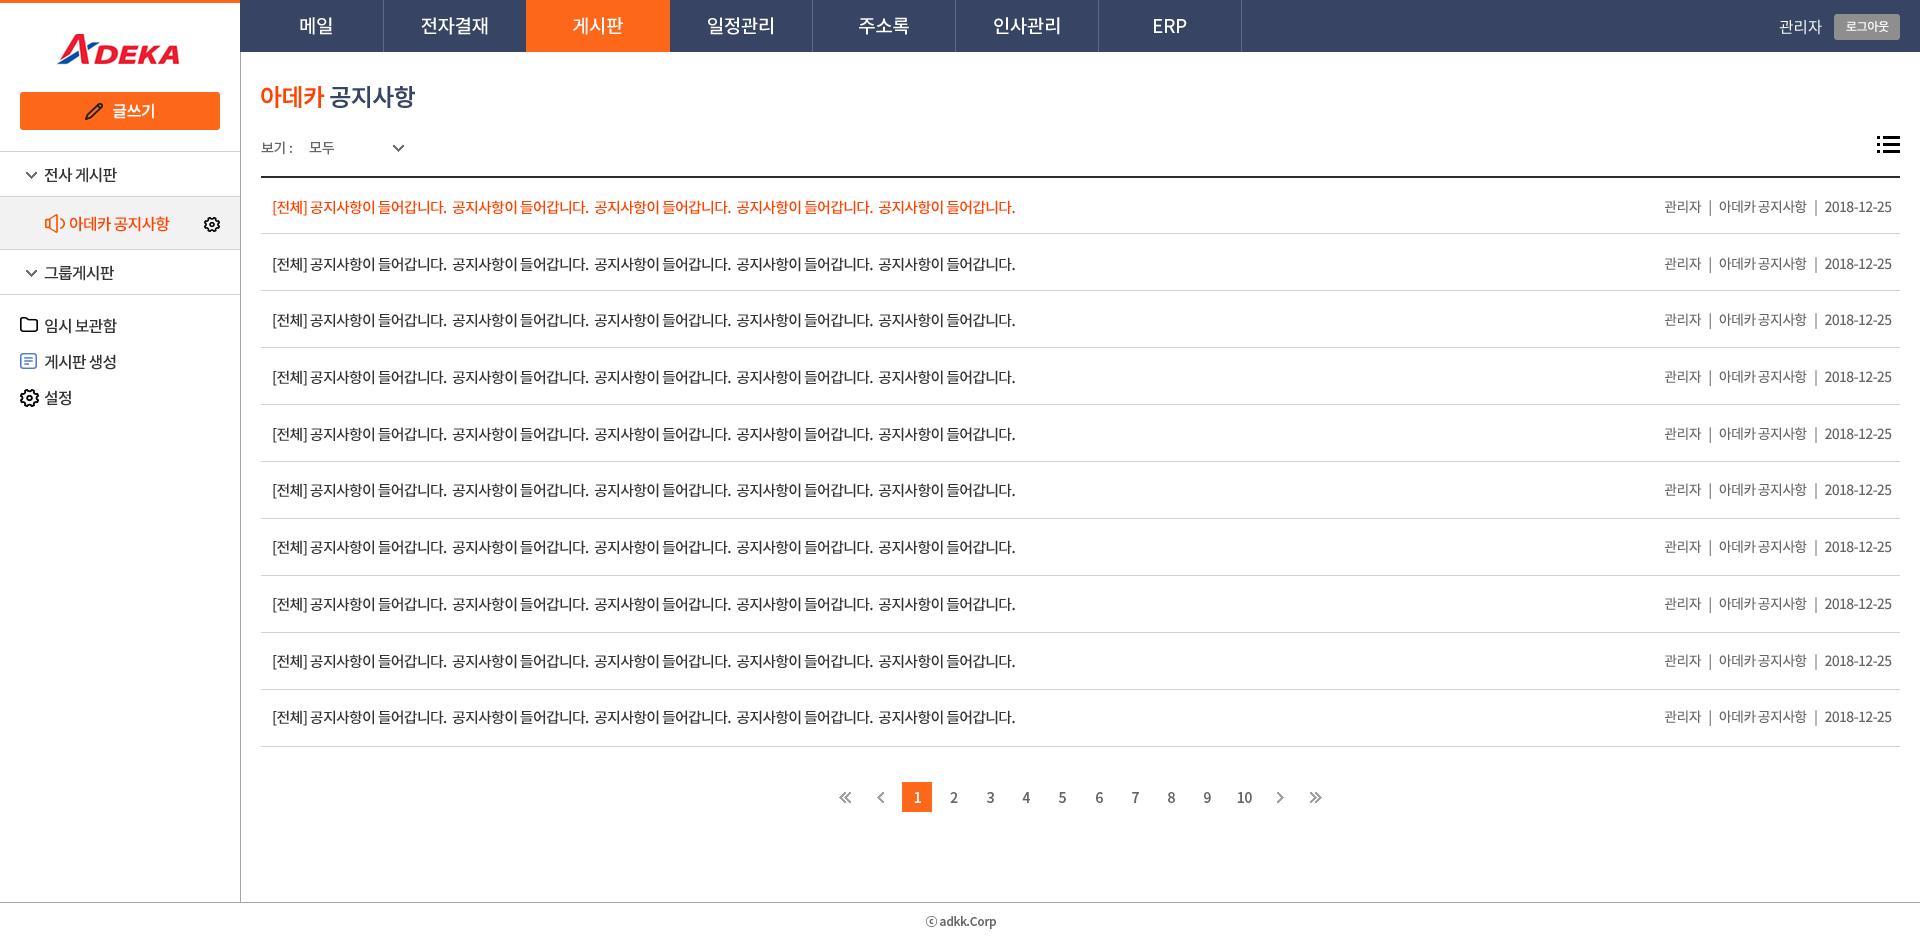 ADEKA
메일 전자결재 게시판 일정관리 주소록 인사관리 ERP 관리자 로그아웃
글쓰기
전사 게시판
아데카 공지사항
그룹게시판
임시 보관함
게시판 생성
설정
아데카 공지사항
보기 : 모두
[전체] 공지사항이 들어갑니다. 공지사항이 들어갑니다. 공지사항이 들어갑니다. 공지사항이 들어갑니다. 공지사항이 들어갑니다. 관리자 | 아데카 공지사항 | 2018-12-25
[전체] 공지사항이 들어갑니다. 공지사항이 들어갑니다. 공지사항이 들어갑니다. 공지사항이 들어갑니다. 공지사항이 들어갑니다. 관리자 | 아데카 공지사항 | 2018-12-25
[전체] 공지사항이 들어갑니다. 공지사항이 들어갑니다. 공지사항이 들어갑니다. 공지사항이 들어갑니다. 공지사항이 들어갑니다. 관리자 | 아데카 공지사항 | 2018-12-25
[전체] 공지사항이 들어갑니다. 공지사항이 들어갑니다. 공지사항이 들어갑니다. 공지사항이 들어갑니다. 공지사항이 들어갑니다. 관리자 | 아데카 공지사항 | 2018-12-25
[전체] 공지사항이 들어갑니다. 공지사항이 들어갑니다. 공지사항이 들어갑니다. 공지사항이 들어갑니다. 공지사항이 들어갑니다. 관리자 | 아데카 공지사항 | 2018-12-25
[전체] 공지사항이 들어갑니다. 공지사항이 들어갑니다. 공지사항이 들어갑니다. 공지사항이 들어갑니다. 공지사항이 들어갑니다. 관리자 | 아데카 공지사항 | 2018-12-25
[전체] 공지사항이 들어갑니다. 공지사항이 들어갑니다. 공지사항이 들어갑니다. 공지사항이 들어갑니다. 공지사항이 들어갑니다. 관리자 | 아데카 공지사항 | 2018-12-25
[전체] 공지사항이 들어갑니다. 공지사항이 들어갑니다. 공지사항이 들어갑니다. 공지사항이 들어갑니다. 공지사항이 들어갑니다. 관리자 | 아데카 공지사항 | 2018-12-25
[전체] 공지사항이 들어갑니다. 공지사항이 들어갑니다. 공지사항이 들어갑니다. 공지사항이 들어갑니다. 공지사항이 들어갑니다. 관리자 | 아데카 공지사항 | 2018-12-25
[전체] 공지사항이 들어갑니다. 공지사항이 들어갑니다. 공지사항이 들어갑니다. 공지사항이 들어갑니다. 공지사항이 들어갑니다. 관리자 | 아데카 공지사항 | 2018-12-25
1 2 3 4 5 6 7 8 9 10
ⓒ adkk.Corp